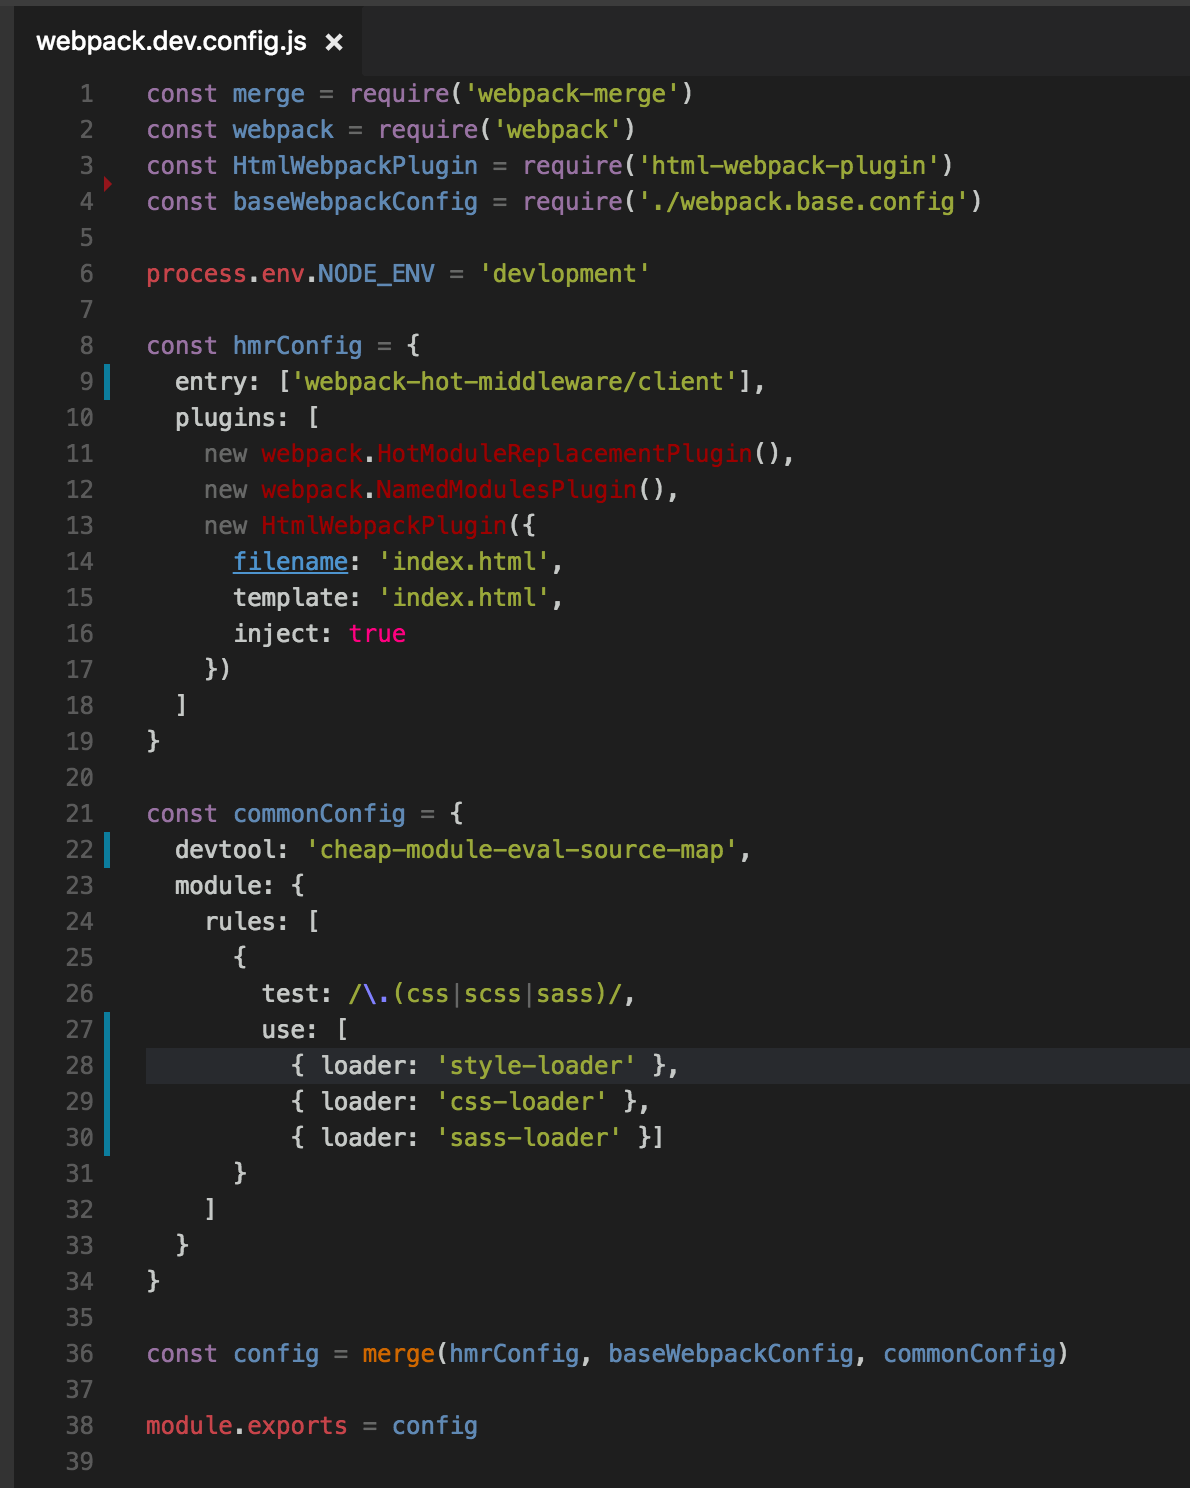 webpack.dev.config.js ×
1 const merge = require('webpack-merge')
2 const webpack = require('webpack')
3 const HtmlWebpackPlugin = require('html-webpack-plugin')
4 const baseWebpackConfig = require('./webpack.base.config')
5
6 process.env.NODE_ENV = 'devlopment'
7
8 const hmrConfig = {
9   entry: ['webpack-hot-middleware/client'],
10   plugins: [
11     new webpack.HotModuleReplacementPlugin(),
12     new webpack.NamedModulesPlugin(),
13     new HtmlWebpackPlugin({
14       filename: 'index.html',
15       template: 'index.html',
16       inject: true
17     })
18   ]
19 }
20
21 const commonConfig = {
22   devtool: 'cheap-module-eval-source-map',
23   module: {
24     rules: [
25       {
26         test: /\.(css|scss|sass)/,
27         use: [
28           { loader: 'style-loader' },
29           { loader: 'css-loader' },
30           { loader: 'sass-loader' }]
31       }
32     ]
33   }
34 }
35
36 const config = merge(hmrConfig, baseWebpackConfig, commonConfig)
37
38 module.exports = config
39